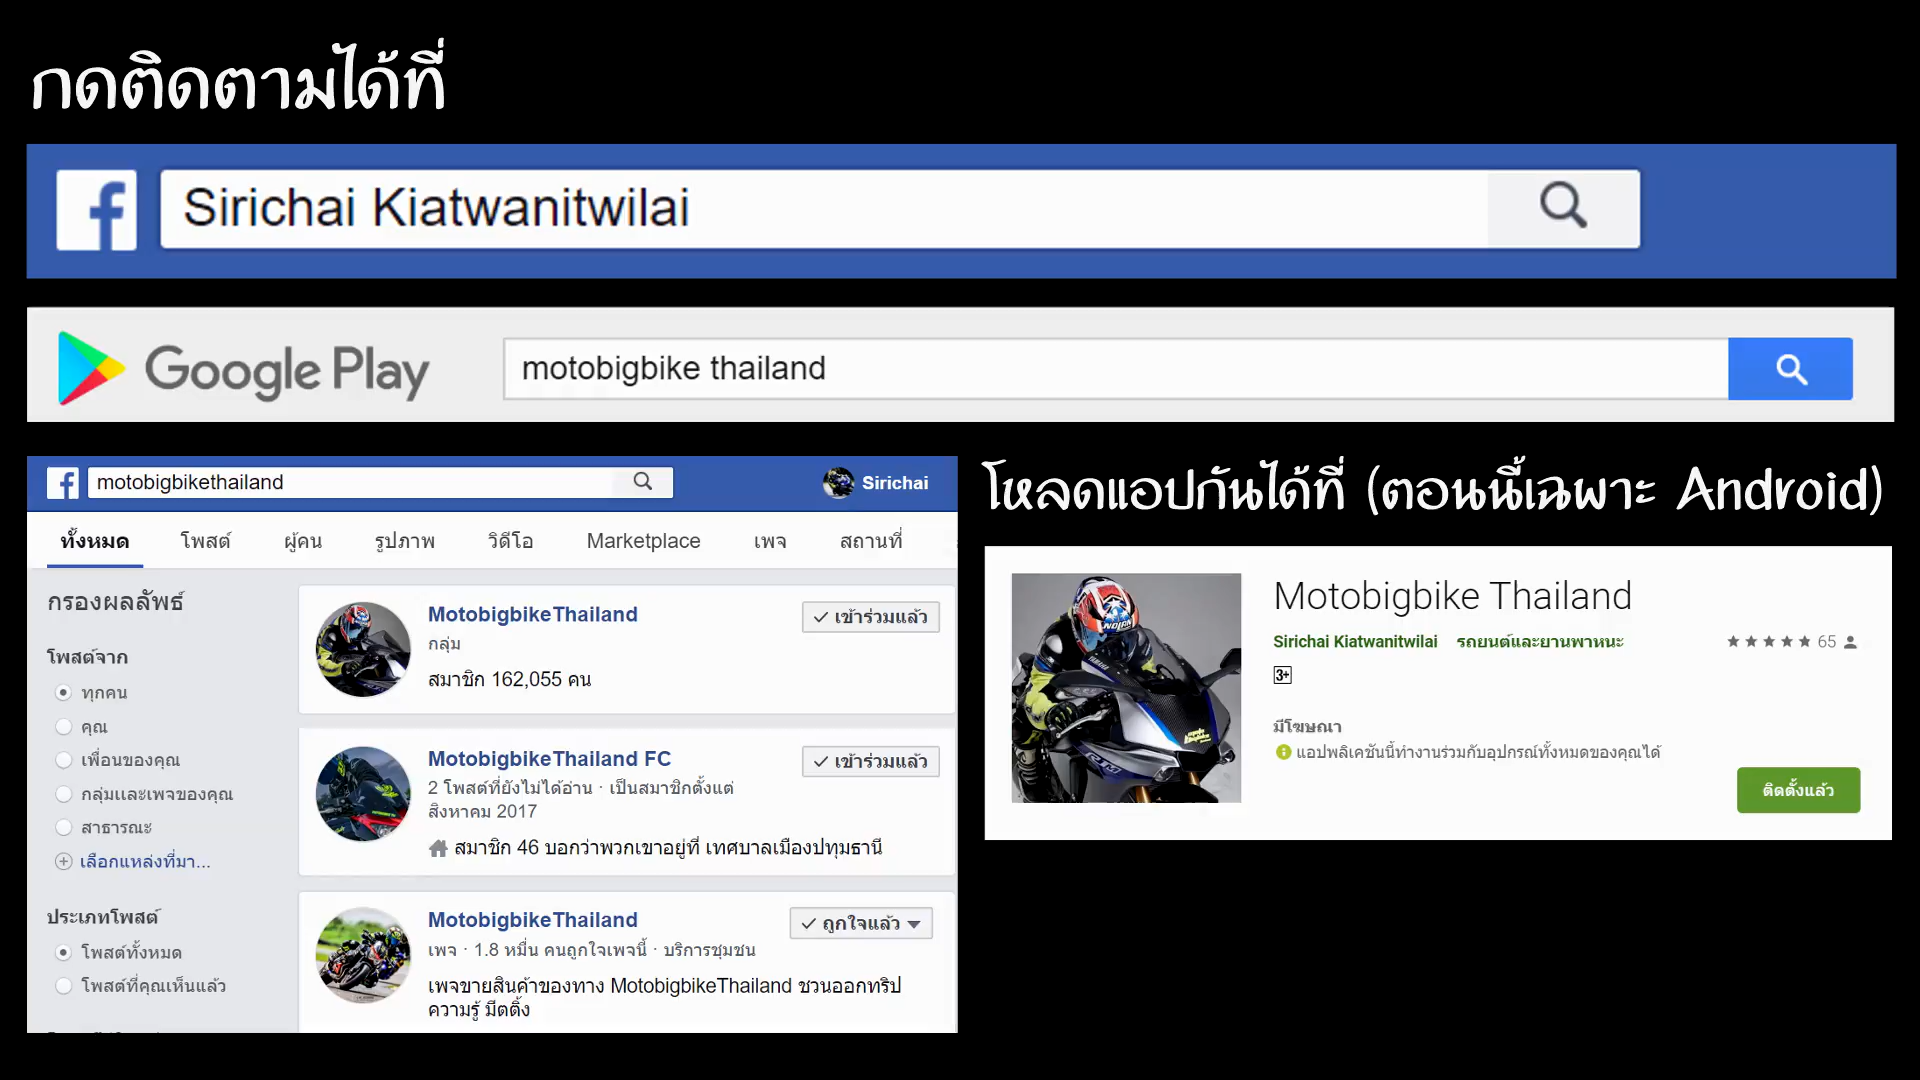 กดติดตามได้ที่
Sirichai Kiatwanitwilai
Google Play
motobigbike thailand
motobigbikethailand
Sirichai
ทั้งหมด โพสต์ ผู้คน รูปภาพ วิดีโอ Marketplace เพจ สถานที่
กรองผลลัพธ์
โพสต์จาก
ทุกคน
คุณ
เพื่อนของคุณ
กลุ่มและเพจของคุณ
สาธารณะ
เลือกแหล่งที่มา...
ประเภทโพสต์
โพสต์ทั้งหมด
โพสต์ที่คุณเห็นแล้ว
MotobigbikeThailand
เข้าร่วมแล้ว
กลุ่ม
สมาชิก 162,055 คน
MotobigbikeThailand FC
เข้าร่วมแล้ว
2 โพสต์ที่ยังไม่ได้อ่าน · เป็นสมาชิกตั้งแต่
สิงหาคม 2017
สมาชิก 46 บอกว่าพวกเขาอยู่ที่ เทศบาลเมืองปทุมธานี
MotobigbikeThailand
ถูกใจแล้ว
เพจ · 1.8 หมื่น คนถูกใจเพจนี้ · บริการชุมชน
เพจขายสินค้าของทาง MotobigbikeThailand ชวนออกทริป
ความรู้ มีตติ้ง
โหลดแอปกันได้ที่ (ตอนนี้เฉพาะ Android)
NOLAN
Motobigbike Thailand
Sirichai Kiatwanitwilai รถยนต์และยานพาหนะ
65
3+
มีโฆษณา
แอปพลิเคชันนี้ทำงานร่วมกับอุปกรณ์ทั้งหมดของคุณได้
ติดตั้งแล้ว